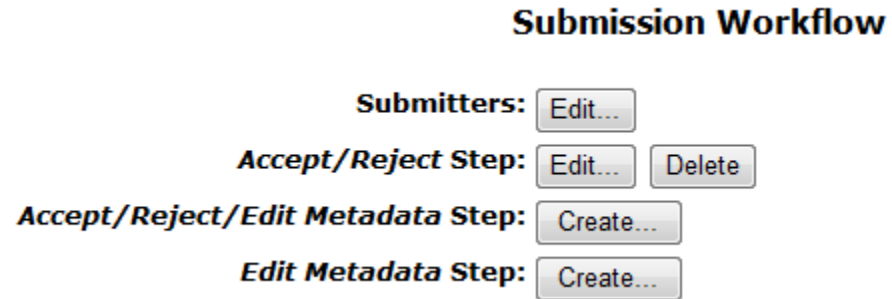 Submission Workflow
Submitters: Edit...
Accept/Reject Step: Edit... Delete
Accept/Reject/Edit Metadata Step: Create...
Edit Metadata Step: Create...